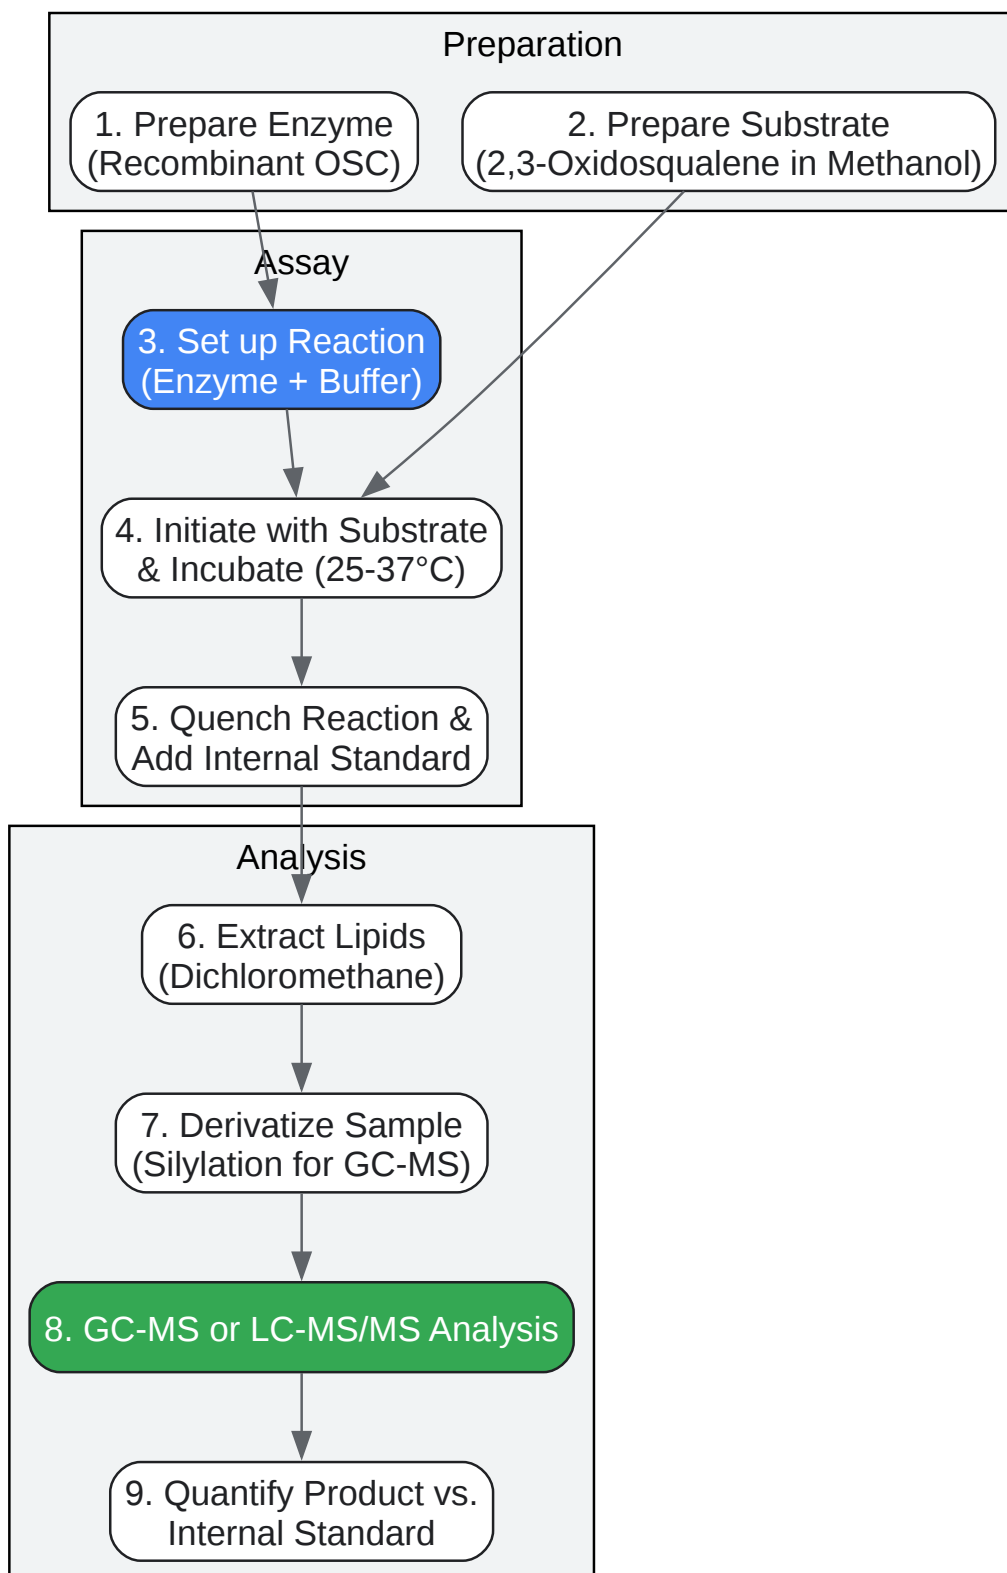 Preparation
1. Prepare Enzyme
(Recombinant OSC)
2. Prepare Substrate
(2,3-Oxidosqualene in Methanol)
Assay
3. Set up Reaction
(Enzyme + Buffer)
4. Initiate with Substrate
& Incubate (25-37°C)
5. Quench Reaction &
Add Internal Standard
Analysis
6. Extract Lipids
(Dichloromethane)
7. Derivatize Sample
(Silylation for GC-MS)
8. GC-MS or LC-MS/MS Analysis
9. Quantify Product vs.
Internal Standard